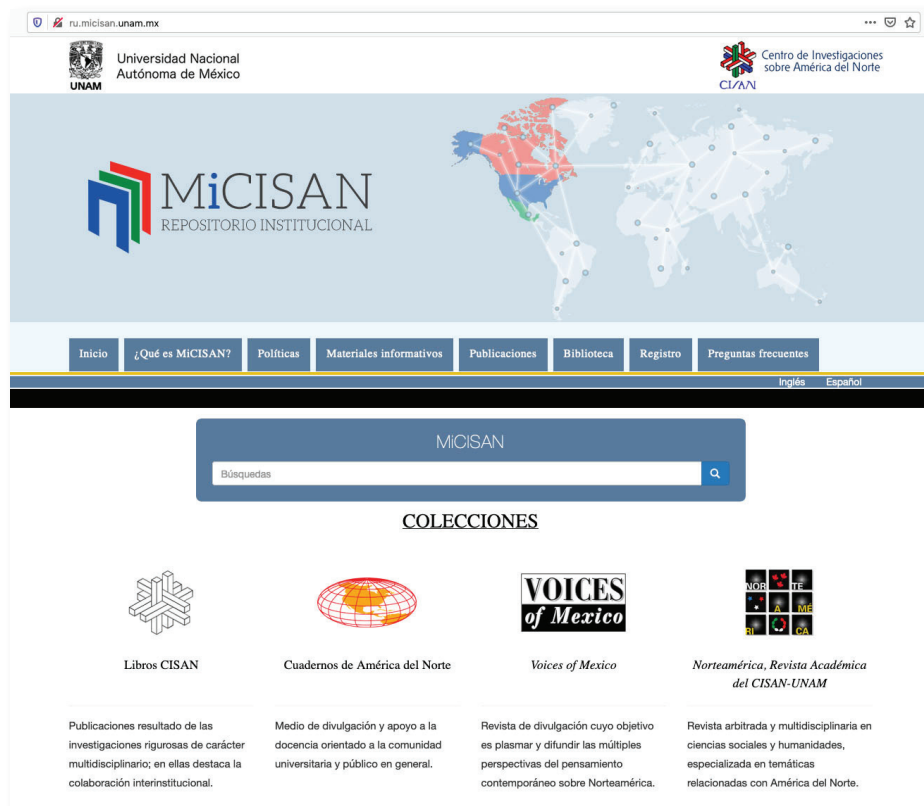 ru.micisan.unam.mx
Universidad Nacional
Autónoma de México
UNAM
Centro de Investigaciones
sobre América del Norte
CISAN
MiCISAN
REPOSITORIO INSTITUCIONAL
Inicio
¿Qué es MiCISAN?
Políticas
Materiales informativos
Publicaciones
Biblioteca
Registro
Preguntas frecuentes
Inglés Español
MiCISAN
Búsquedas
COLECCIONES
VOICES
of Mexico
NOR TE
A MÉ
RI CA
Libros CISAN
Cuadernos de América del Norte
Voices of Mexico
Norteamérica, Revista Académica
del CISAN-UNAM
Publicaciones resultado de las
investigaciones rigurosas de carácter
multidisciplinario; en ellas destaca la
colaboración interinstitucional.
Medio de divulgación y apoyo a la
docencia orientado a la comunidad
universitaria y público en general.
Revista de divulgación cuyo objetivo
es plasmar y difundir las múltiples
perspectivas del pensamiento
contemporáneo sobre Norteamérica.
Revista arbitrada y multidisciplinaria en
ciencias sociales y humanidades,
especializada en temáticas
relacionadas con América del Norte.